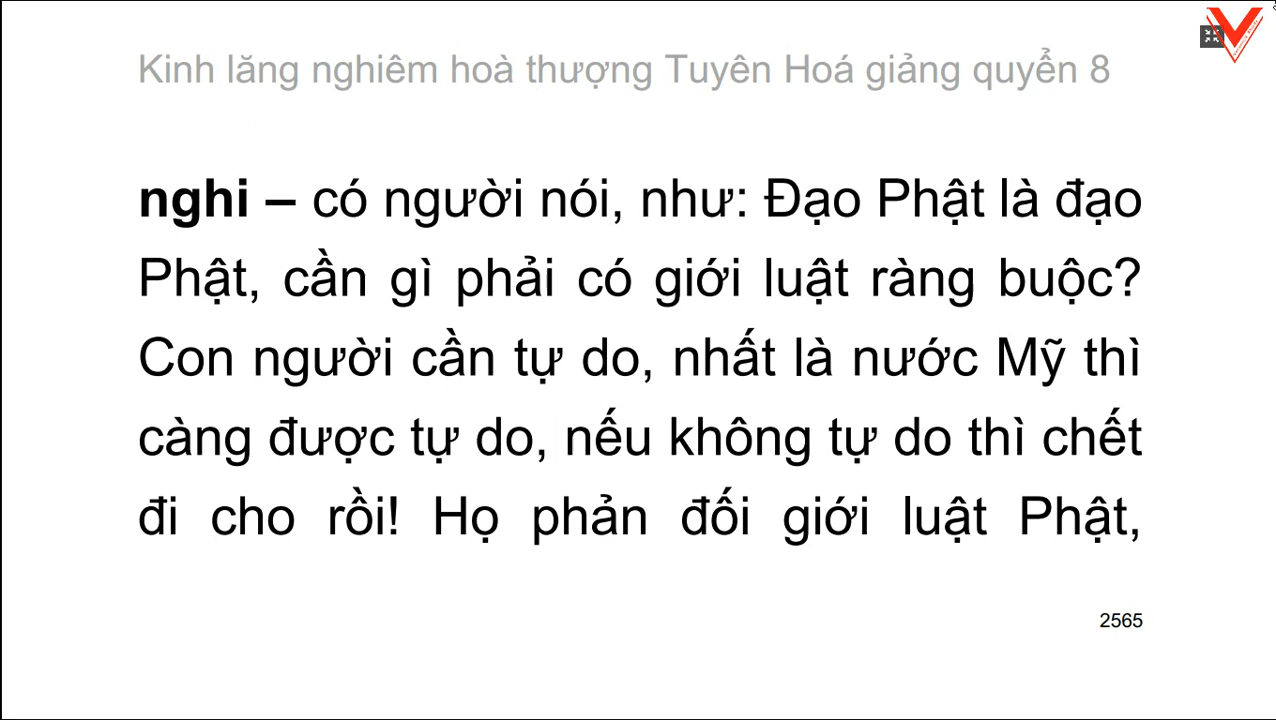 Kinh lăng nghiêm hoà thượng Tuyên Hoá giảng quyển 8
nghi – có người nói, như: Đạo Phật là đạo
Phật, cần gì phải có giới luật ràng buộc?
Con người cần tự do, nhất là nước Mỹ thì
càng được tự do, nếu không tự do thì chết
đi cho rồi! Họ phản đối giới luật Phật,
2565